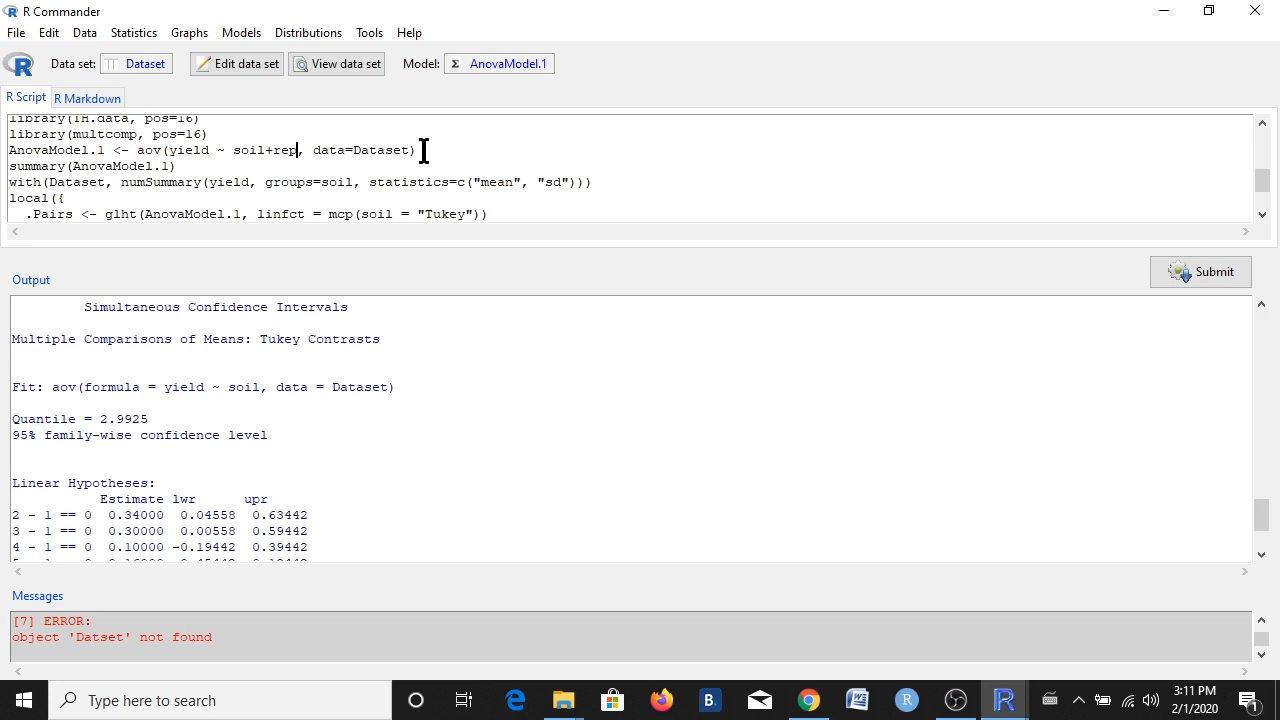 R Commander
File Edit Data Statistics Graphs Models Distributions Tools Help
R Data set: Dataset Edit data set View data set Model: Σ AnovaModel.1
R Script R Markdown
library(TH.data, pos=16)
library(multcomp, pos=16)
AnovaModel.1 <- aov(yield ~ soil+rep, data=Dataset)
summary(AnovaModel.1)
with(Dataset, numSummary(yield, groups=soil, statistics=c("mean", "sd")))
local({
.Pairs <- glht(AnovaModel.1, linfct = mcp(soil = "Tukey"))
Submit
Output
Simultaneous Confidence Intervals
Multiple Comparisons of Means: Tukey Contrasts
Fit: aov(formula = yield ~ soil, data = Dataset)
Quantile = 2.9925
95% family-wise confidence level
Linear Hypotheses:
Estimate lwr upr
2 - 1 == 0 0.34000 0.04558 0.63442
3 - 1 == 0 0.30000 0.00558 0.59442
4 - 1 == 0 0.10000 -0.19442 0.39442
Messages
[7] ERROR:
object 'Datset' not found
Type here to search
3:11 PM
2/1/2020